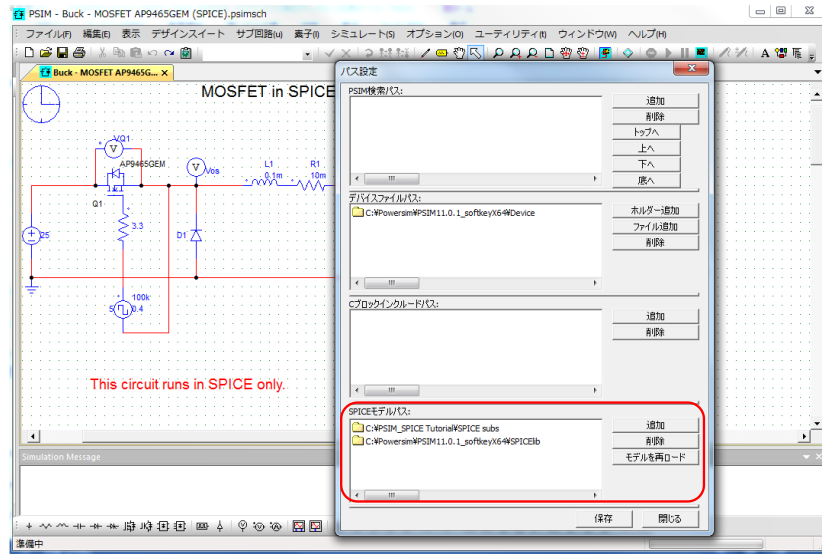 PSIM - Buck - MOSFET AP9465GEM (SPICE).psimsch
ファイル(F) 編集(E) 表示 デザインスイート サブ回路(u) 素子(l) シミュレート(S) オプション(O) ユーティリティ(t) ウィンドウ(W) ヘルプ(H)
Buck - MOSFET AP9465G...
MOSFET in SPICE
VQ1
AP9465GEM
Vos
L1
0.1m
R1
10m
Q1
3.3
25
D1
100k
5
0.4
This circuit runs in SPICE only.
Simulation Message
準備中
パス設定
PSIM検索パス:
追加
削除
トップへ
上へ
下へ
底へ
デバイスファイルパス:
C:¥Powersim¥PSIM11.0.1_softkeyX64¥Device
ホルダー追加
ファイル追加
削除
Cブロックインクルードパス:
追加
削除
SPICEモデルパス:
C:¥PSIM_SPICE Tutorial¥SPICE subs
C:¥Powersim¥PSIM11.0.1_softkeyX64¥SPICElib
追加
削除
モデルを再ロード
保存
閉じる